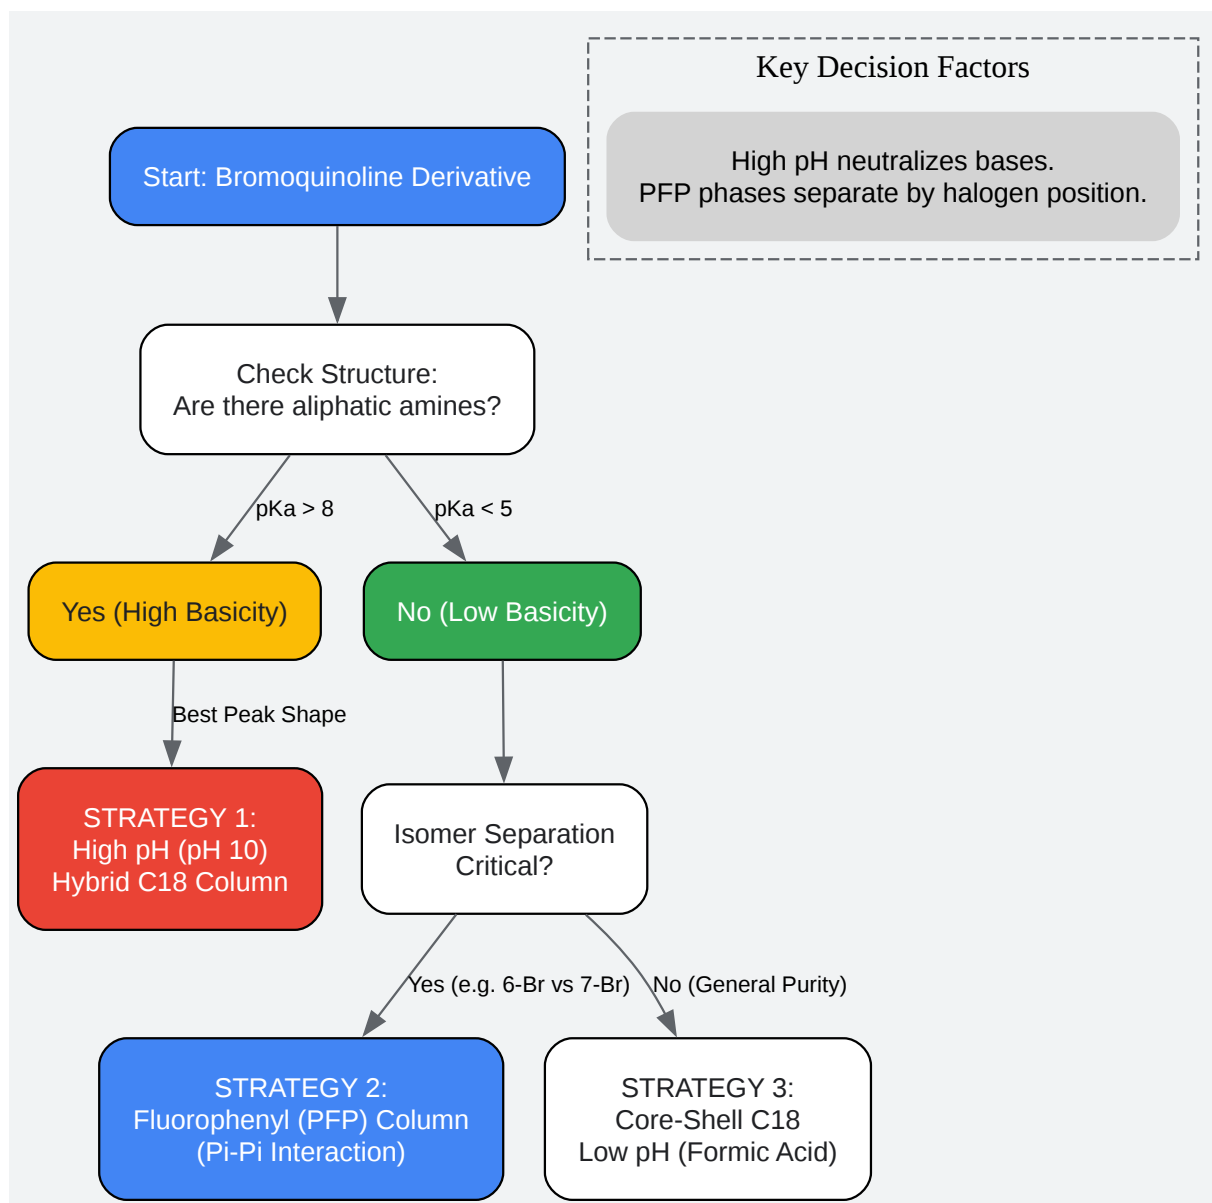 Key Decision Factors
High pH neutralizes bases.
PFP phases separate by halogen position.
Start: Bromoquinoline Derivative
Check Structure:
Are there aliphatic amines?
pKa > 8
pKa < 5
Yes (High Basicity)
No (Low Basicity)
Best Peak Shape
STRATEGY 1:
High pH (pH 10)
Hybrid C18 Column
Isomer Separation
Critical?
Yes (e.g. 6-Br vs 7-Br)
No (General Purity)
STRATEGY 2:
Fluorophenyl (PFP) Column
(Pi-Pi Interaction)
STRATEGY 3:
Core-Shell C18
Low pH (Formic Acid)